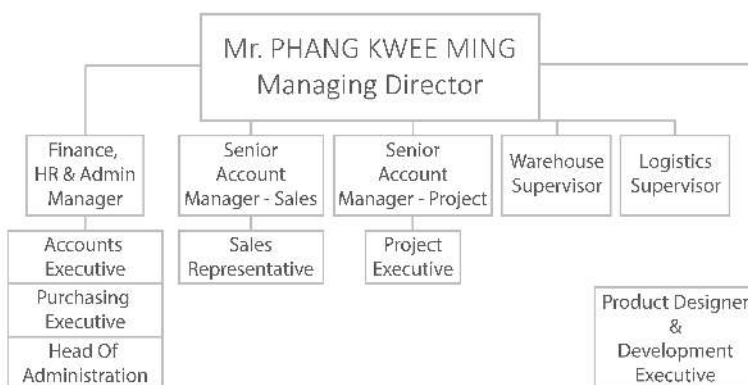 Mr. PHANG KWEE MING
Managing Director
Finance,
HR & Admin
Manager
Senior
Account
Manager - Sales
Senior
Account
Manager - Project
Warehouse
Supervisor
Logistics
Supervisor
Accounts
Executive
Sales
Representative
Project
Executive
Purchasing
Executive
Head Of
Administration
Product Designer
&
Development
Executive